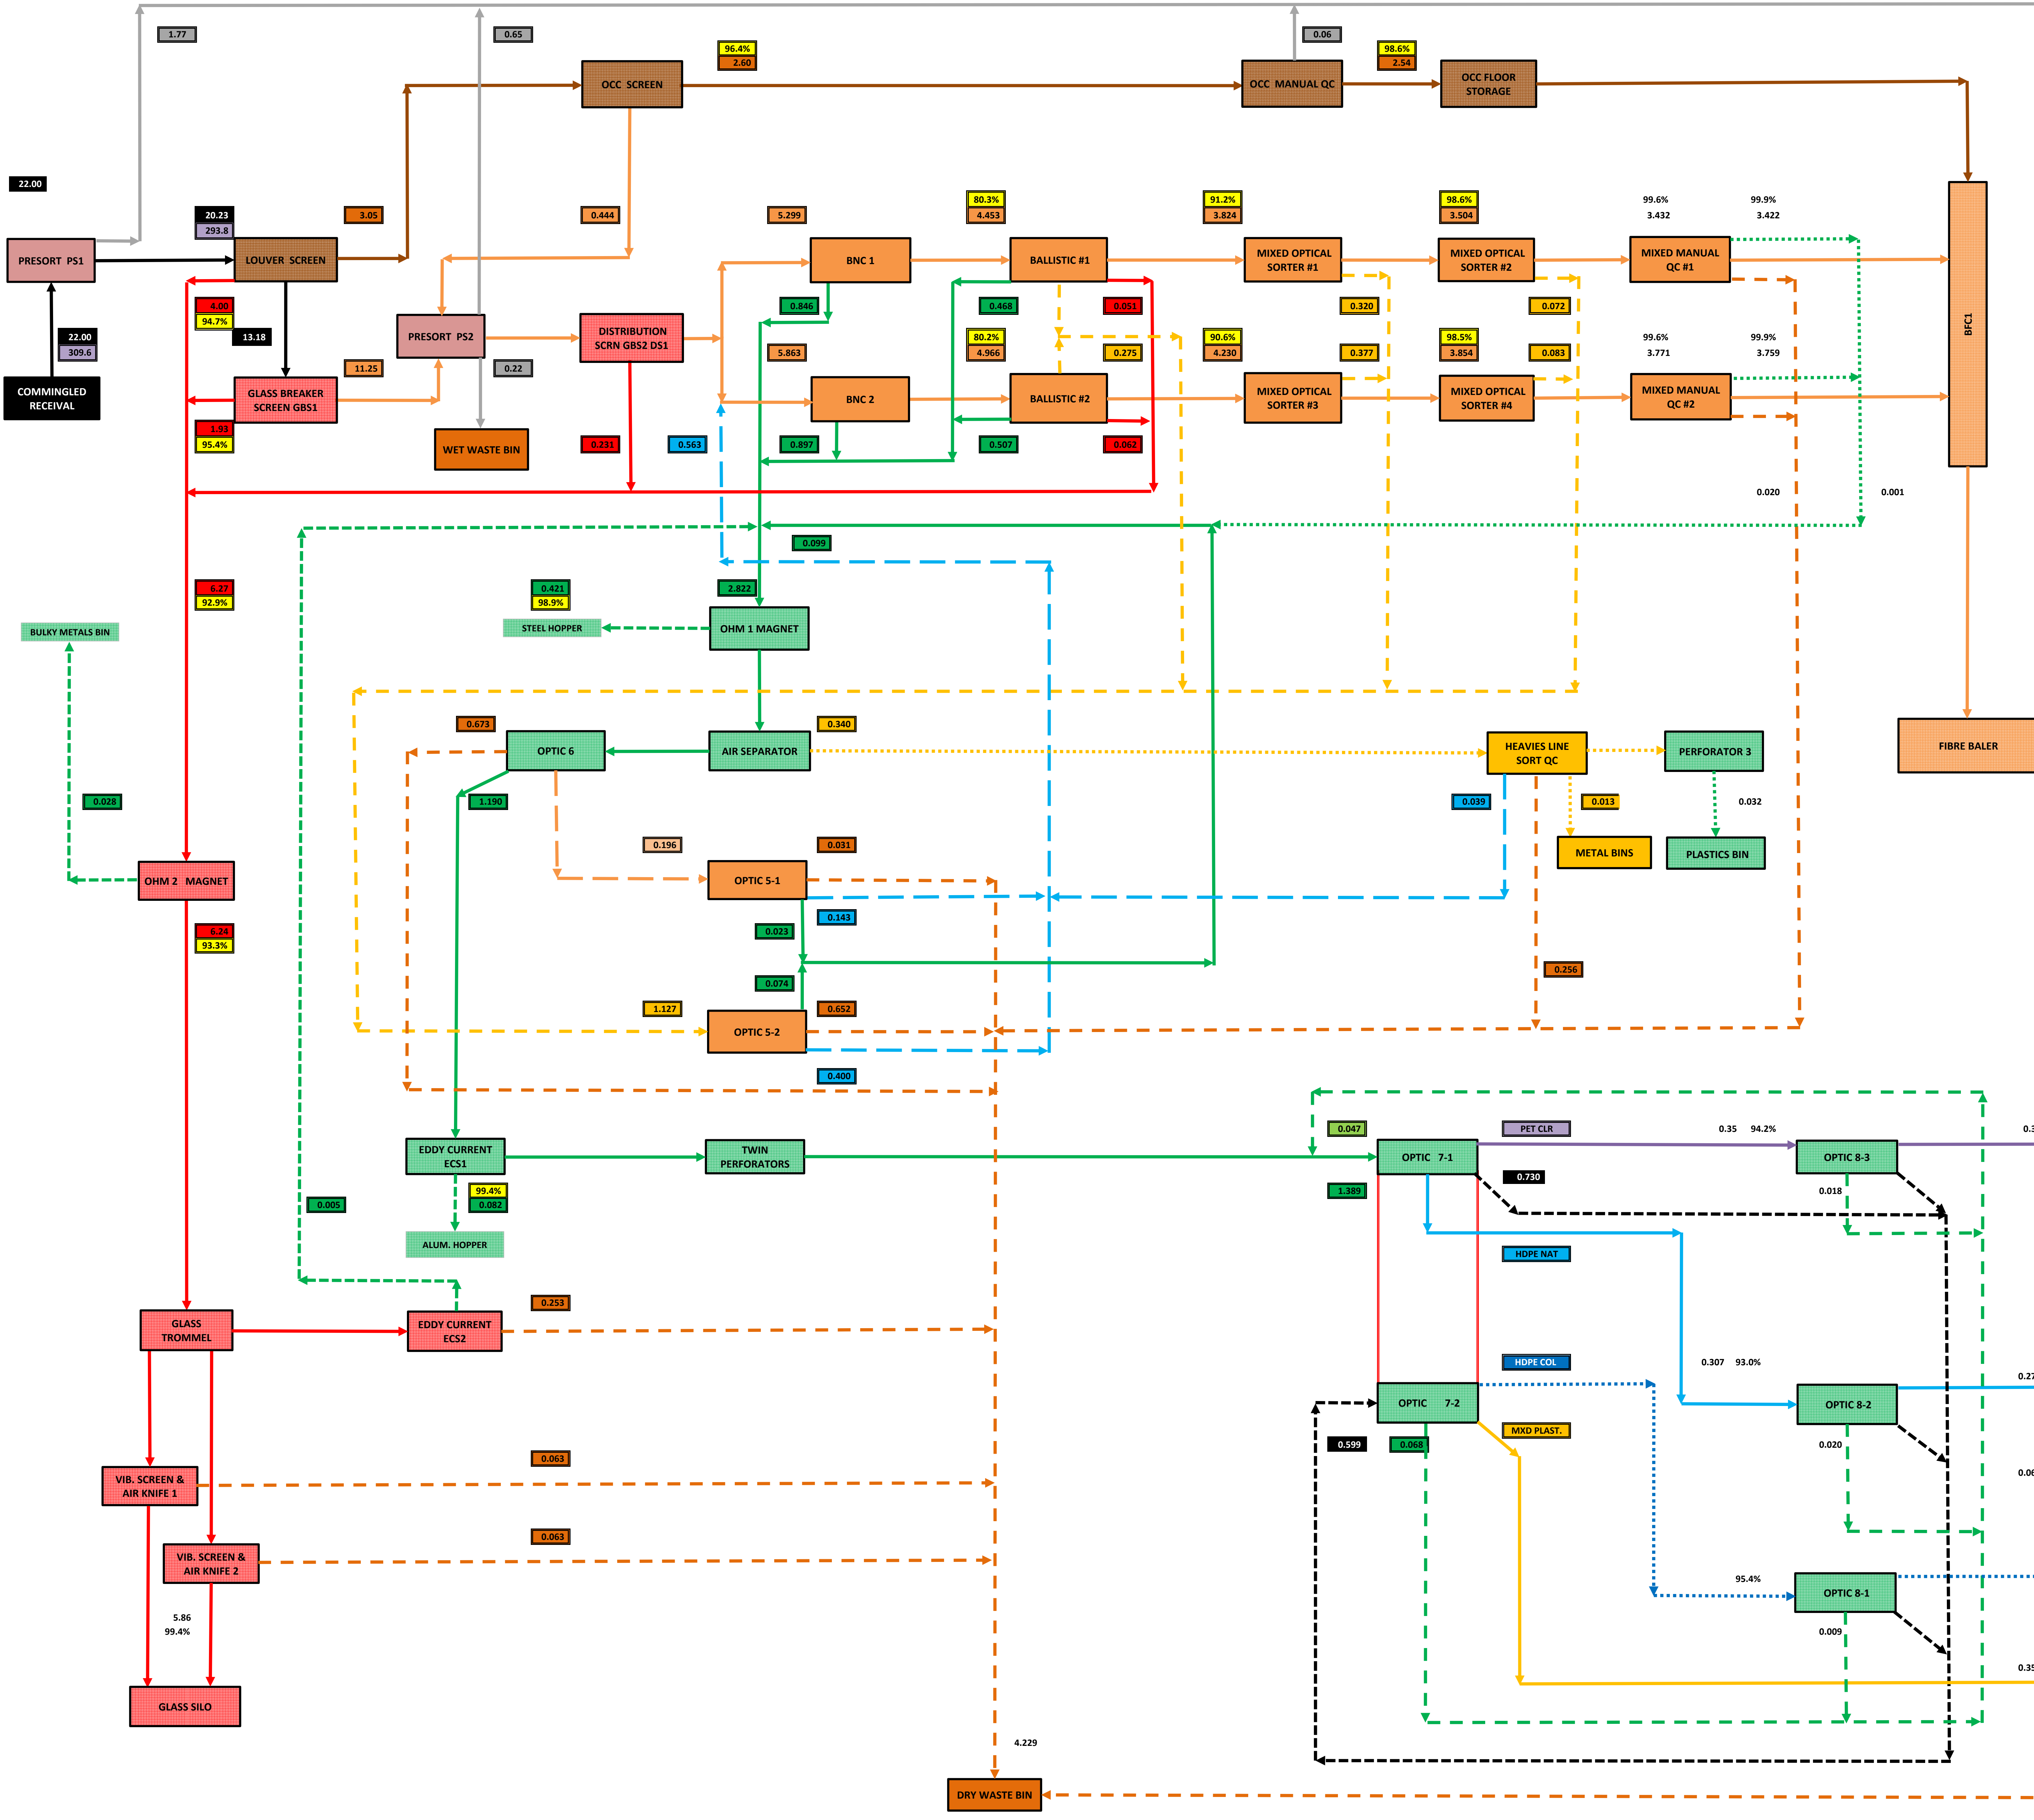 1.77
0.65
0.06
96.4%
2.60
98.6%
2.54
OCC SCREEN
OCC MANUAL QC
OCC FLOOR
STORAGE
22.00
20.23
293.8
3.05
0.444
5.299
80.3%
4.453
91.2%
3.824
98.6%
3.504
99.6%
3.432
99.9%
3.422
PRESORT PS1
LOUVER SCREEN
BNC 1
BALLISTIC #1
MIXED OPTICAL
SORTER #1
MIXED OPTICAL
SORTER #2
MIXED MANUAL
QC #1
BFC1
4.00
94.7%
13.18
0.846
0.468
0.051
0.320
0.072
22.00
309.6
PRESORT PS2
DISTRIBUTION
SCRN GBS2 DS1
5.863
80.2%
4.966
0.275
90.6%
4.230
0.377
98.5%
3.854
0.083
99.6%
3.771
99.9%
3.759
11.25
0.22
COMMINGLED
RECEIVAL
GLASS BREAKER
SCREEN GBS1
BNC 2
BALLISTIC #2
MIXED OPTICAL
SORTER #3
MIXED OPTICAL
SORTER #4
MIXED MANUAL
QC #2
1.93
95.4%
WET WASTE BIN
0.231
0.563
0.897
0.507
0.062
0.020
0.001
0.099
6.27
92.9%
0.421
98.9%
2.822
BULKY METALS BIN
STEEL HOPPER
OHM 1 MAGNET
0.673
0.340
OPTIC 6
AIR SEPARATOR
HEAVIES LINE
SORT QC
PERFORATOR 3
FIBRE BALER
0.028
1.190
0.039
0.013
0.032
0.196
0.031
METAL BINS
PLASTICS BIN
OHM 2 MAGNET
OPTIC 5-1
0.143
6.24
93.3%
0.023
0.256
0.074
1.127
0.652
OPTIC 5-2
0.400
0.047
PET CLR
0.35 94.2%
0.3
EDDY CURRENT
ECS1
TWIN
PERFORATORS
OPTIC 7-1
OPTIC 8-3
0.730
99.4%
0.082
0.005
1.389
0.018
ALUM. HOPPER
HDPE NAT
0.253
GLASS
TROMMEL
EDDY CURRENT
ECS2
HDPE COL
0.307 93.0%
0.27
OPTIC 7-2
OPTIC 8-2
MXD PLAST.
0.599
0.068
0.020
0.063
0.06
VIB. SCREEN &
AIR KNIFE 1
0.063
VIB. SCREEN &
AIR KNIFE 2
95.4%
OPTIC 8-1
5.86
99.4%
0.009
0.35
GLASS SILO
4.229
DRY WASTE BIN